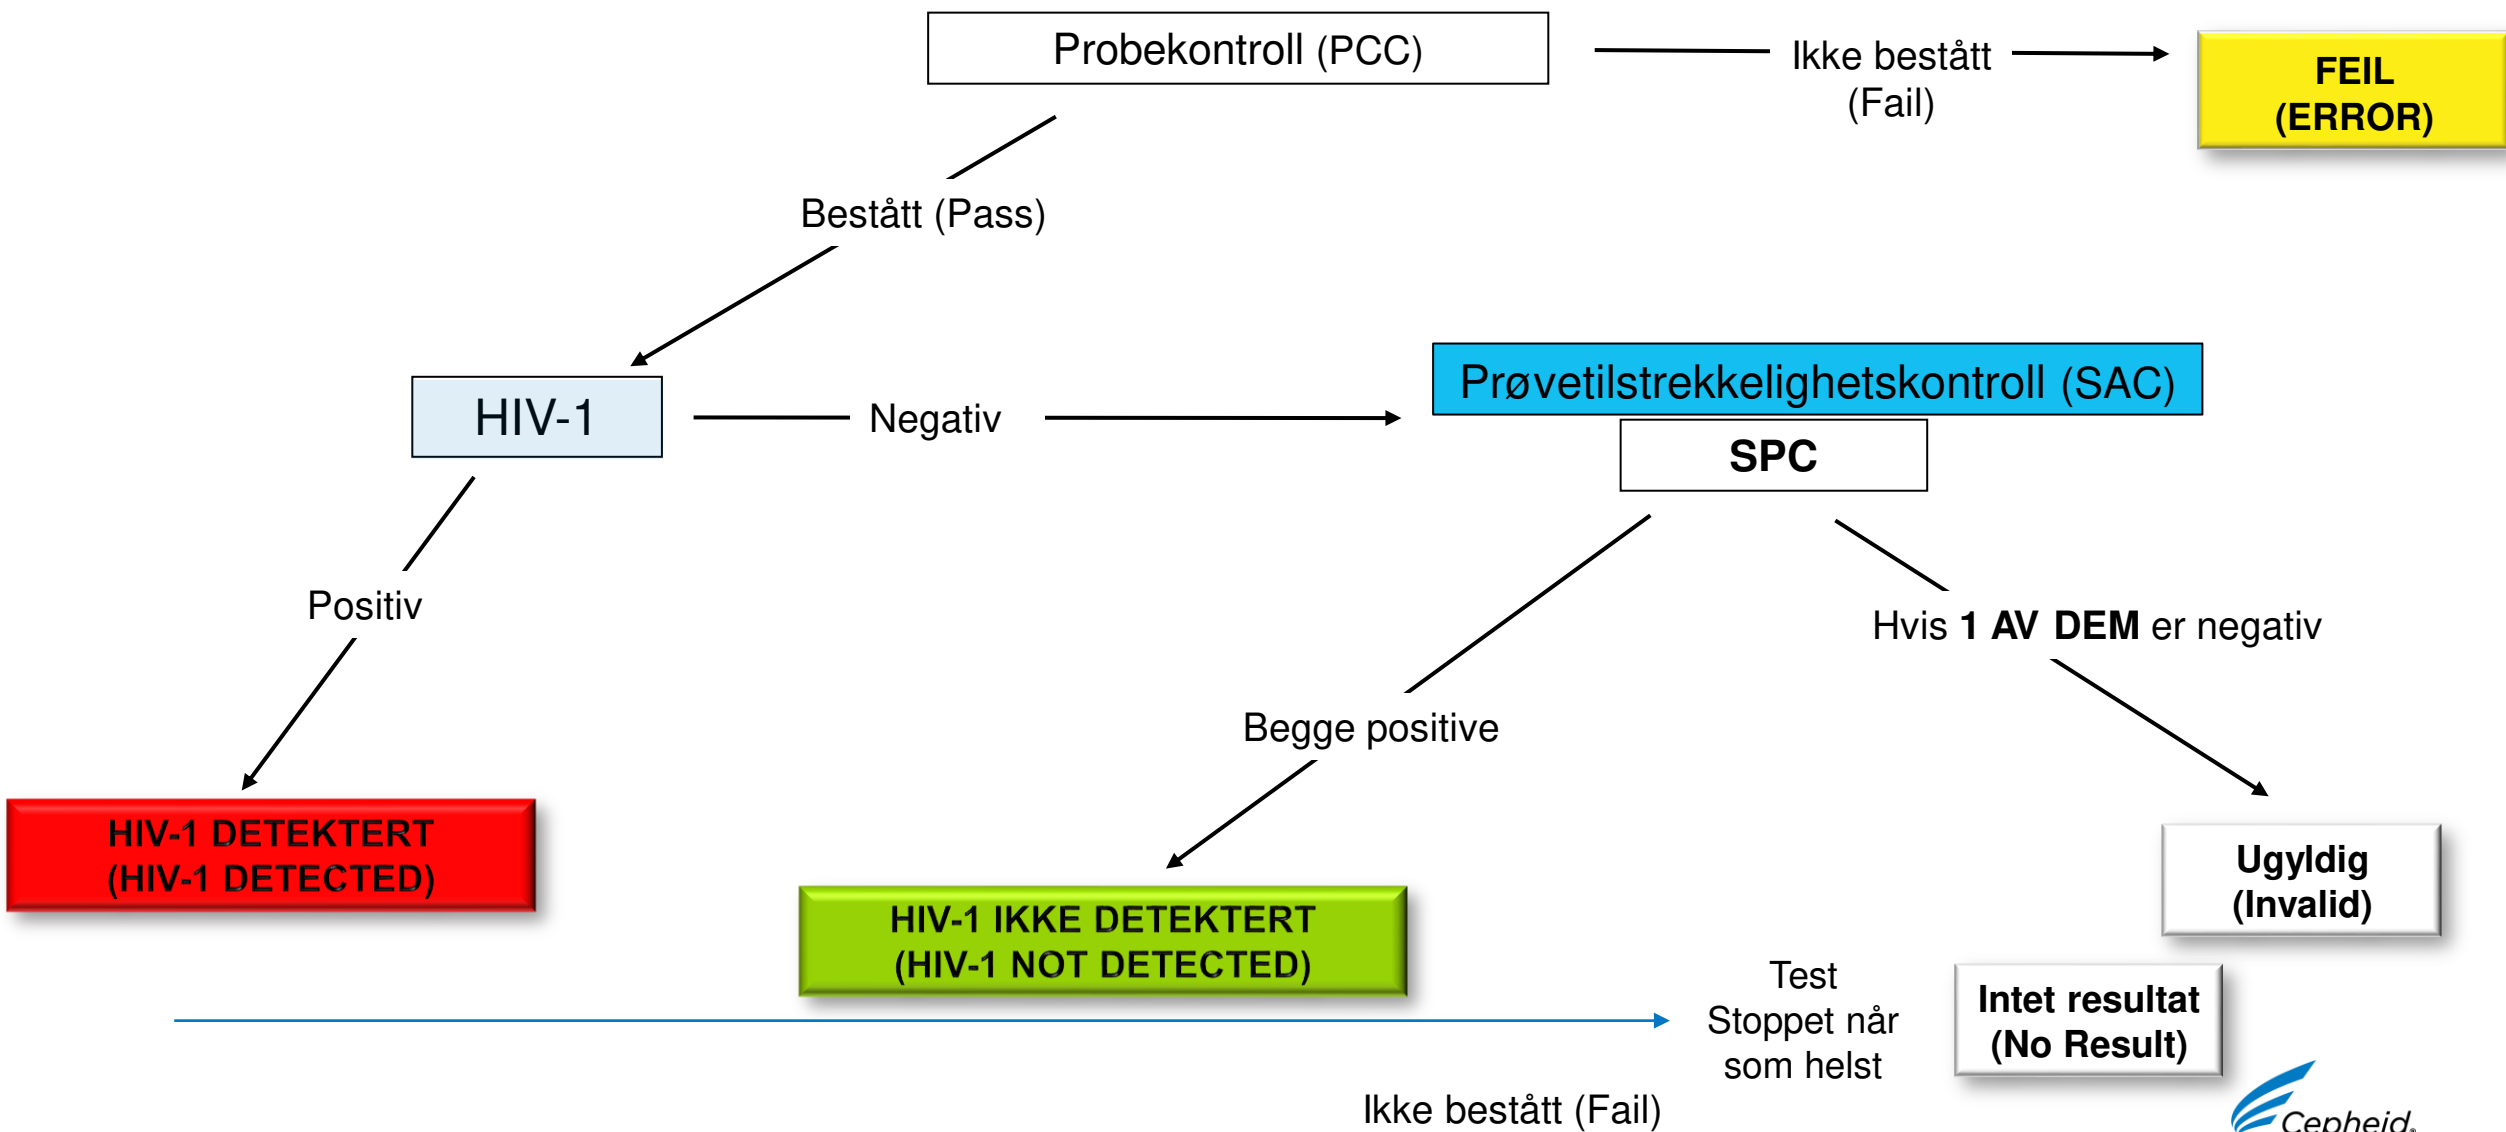 Probekontroll (PCC)
Ikke bestått
(Fail)
FEIL
(ERROR)
Bestått (Pass)
HIV-1
Negativ
Prøvetilstrekkelighetskontroll (SAC)
SPC
Positiv
Hvis 1 AV DEM er negativ
Begge positive
HIV-1 DETEKTERT
(HIV-1 DETECTED)
HIV-1 IKKE DETEKTERT
(HIV-1 NOT DETECTED)
Ugyldig
(Invalid)
Test
Stoppet når
som helst
Intet resultat
(No Result)
Ikke bestått (Fail)
Cepheid®